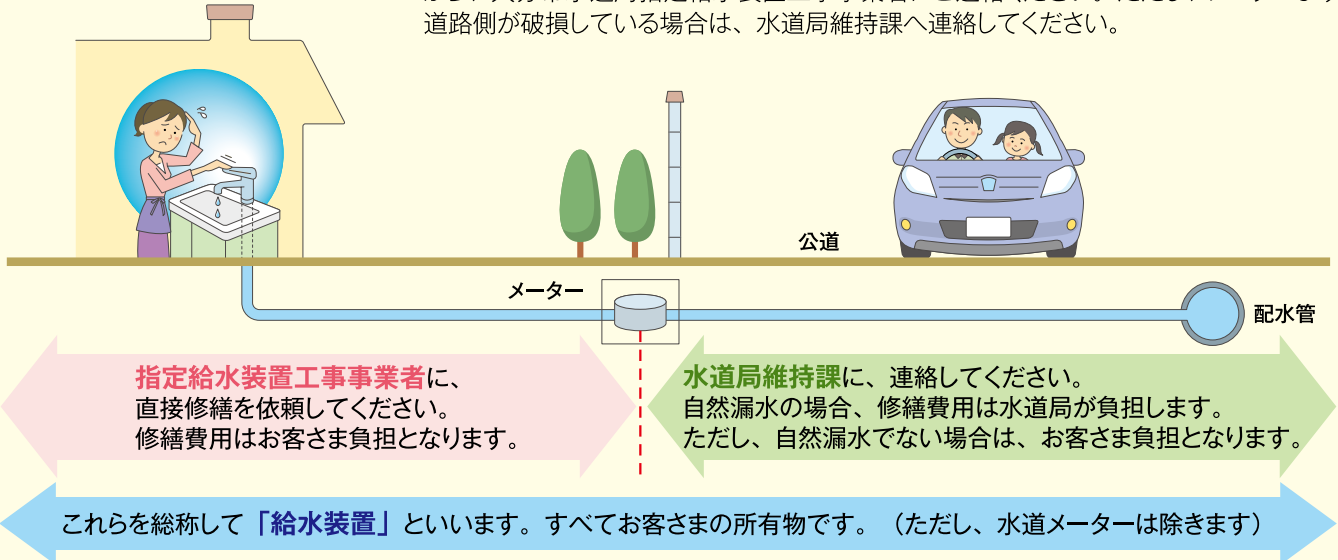 道路側が破損している場合は、水道局維持課へ連絡してください。
公道
メーター
配水管
指定給水装置工事事業者に、
直接修繕を依頼してください。
修繕費用はお客さま負担となります。
水道局維持課に、連絡してください。
自然漏水の場合、修繕費用は水道局が負担します。
ただし、自然漏水でない場合は、お客さま負担となります。
これらを総称して「給水装置」といいます。すべてお客さまの所有物です。（ただし、水道メーターは除きます）